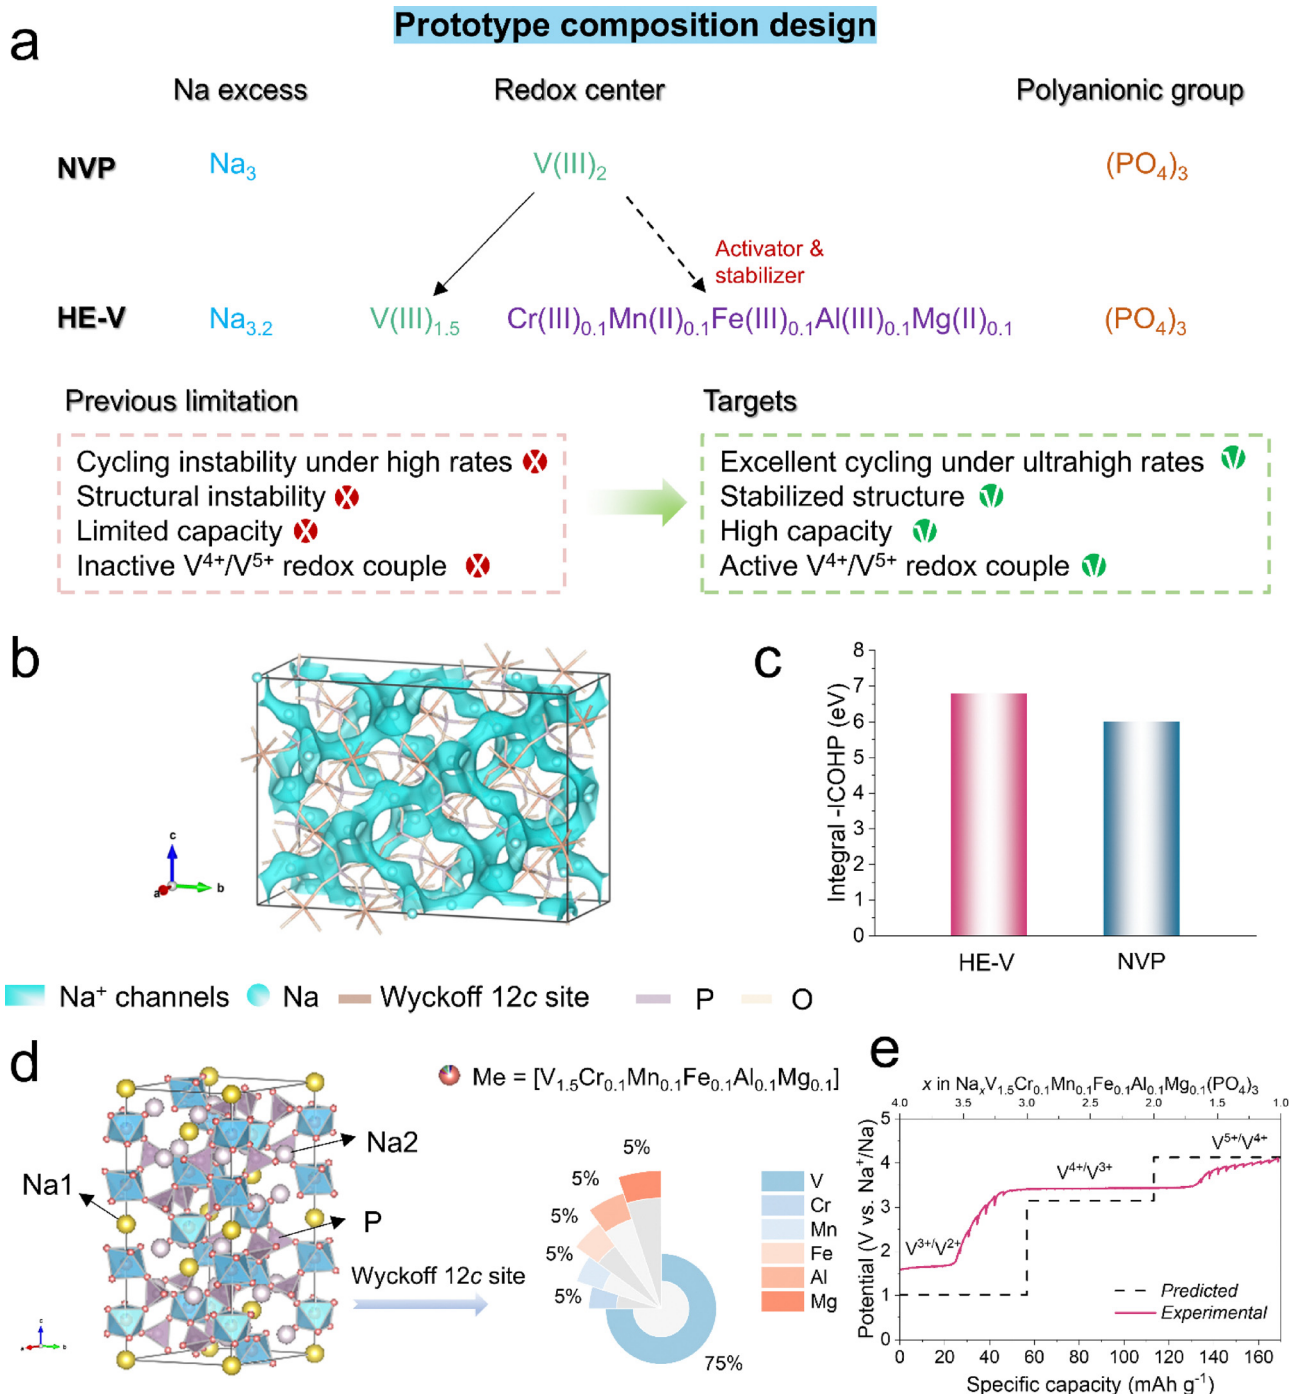 Prototype composition design
a
Na excess Redox center Polyanionic group
NVP Na₃ V(III)₂ (PO₄)₃
Activator &
stabilizer
HE-V Na₃.₂ V(III)₁.₅ Cr(III)₀.₁Mn(II)₀.₁Fe(III)₀.₁Al(III)₀.₁Mg(II)₀.₁ (PO₄)₃
Previous limitation
Cycling instability under high rates X
Structural instability X
Limited capacity X
Inactive V⁴⁺/V⁵⁺ redox couple X
Targets
Excellent cycling under ultrahigh rates √
Stabilized structure √
High capacity √
Active V⁴⁺/V⁵⁺ redox couple √
b
c
a
b
Na⁺ channels Na Wyckoff 12c site P O
c
Integral -ICOHP (eV)
8
7
6
5
4
3
2
1
0
HE-V NVP
d
Me = [V₁.₅Cr₀.₁Mn₀.₁Fe₀.₁Al₀.₁Mg₀.₁]
Na1
Na2
P
c
a
b
Wyckoff 12c site
5%
5%
5%
5%
5%
75%
V
Cr
Mn
Fe
Al
Mg
e
x in NaₓV₁.₅Cr₀.₁Mn₀.₁Fe₀.₁Al₀.₁Mg₀.₁(PO₄)₃
4.0 3.5 3.0 2.5 2.0 1.5 1.0
Potential (V vs. Na⁺/Na)
5
4
3
2
1
0
V³⁺/V²⁺
V⁴⁺/V³⁺
V⁵⁺/V⁴⁺
Predicted
Experimental
0 20 40 60 80 100 120 140 160
Specific capacity (mAh g⁻¹)